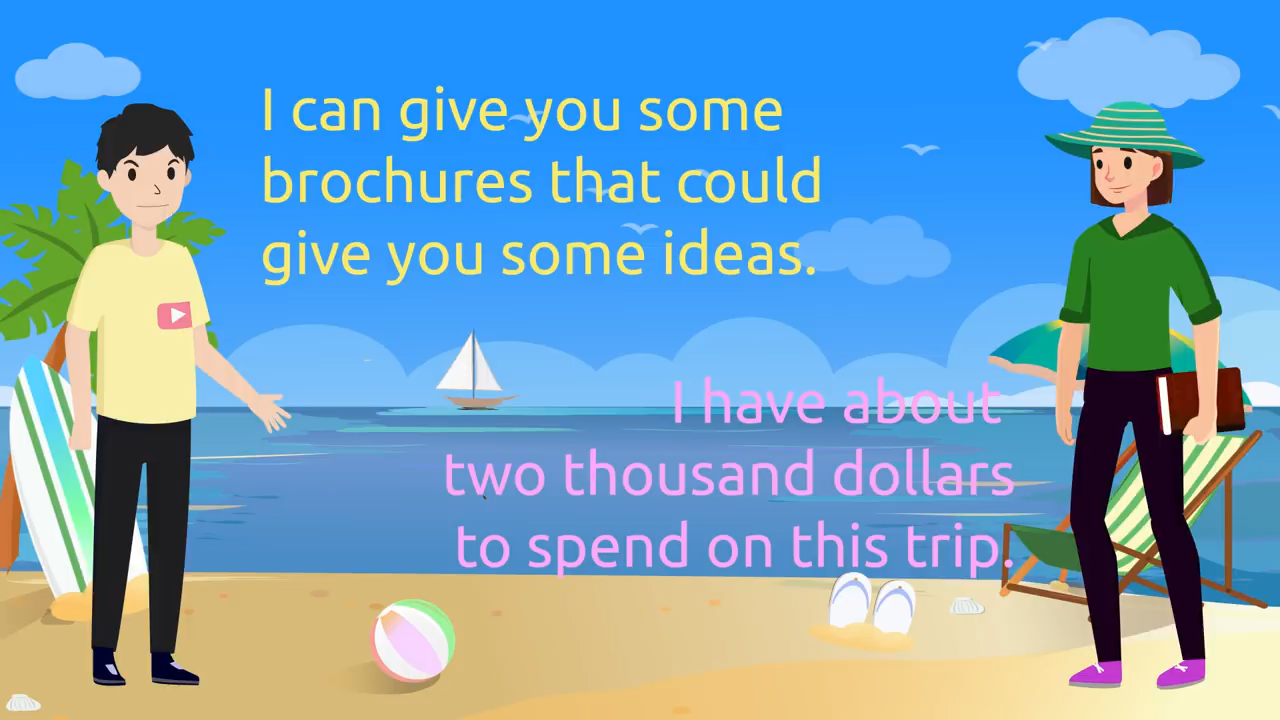 I can give you some
brochures that could
give you some ideas.
I have about
two thousand dollars
to spend on this trip.